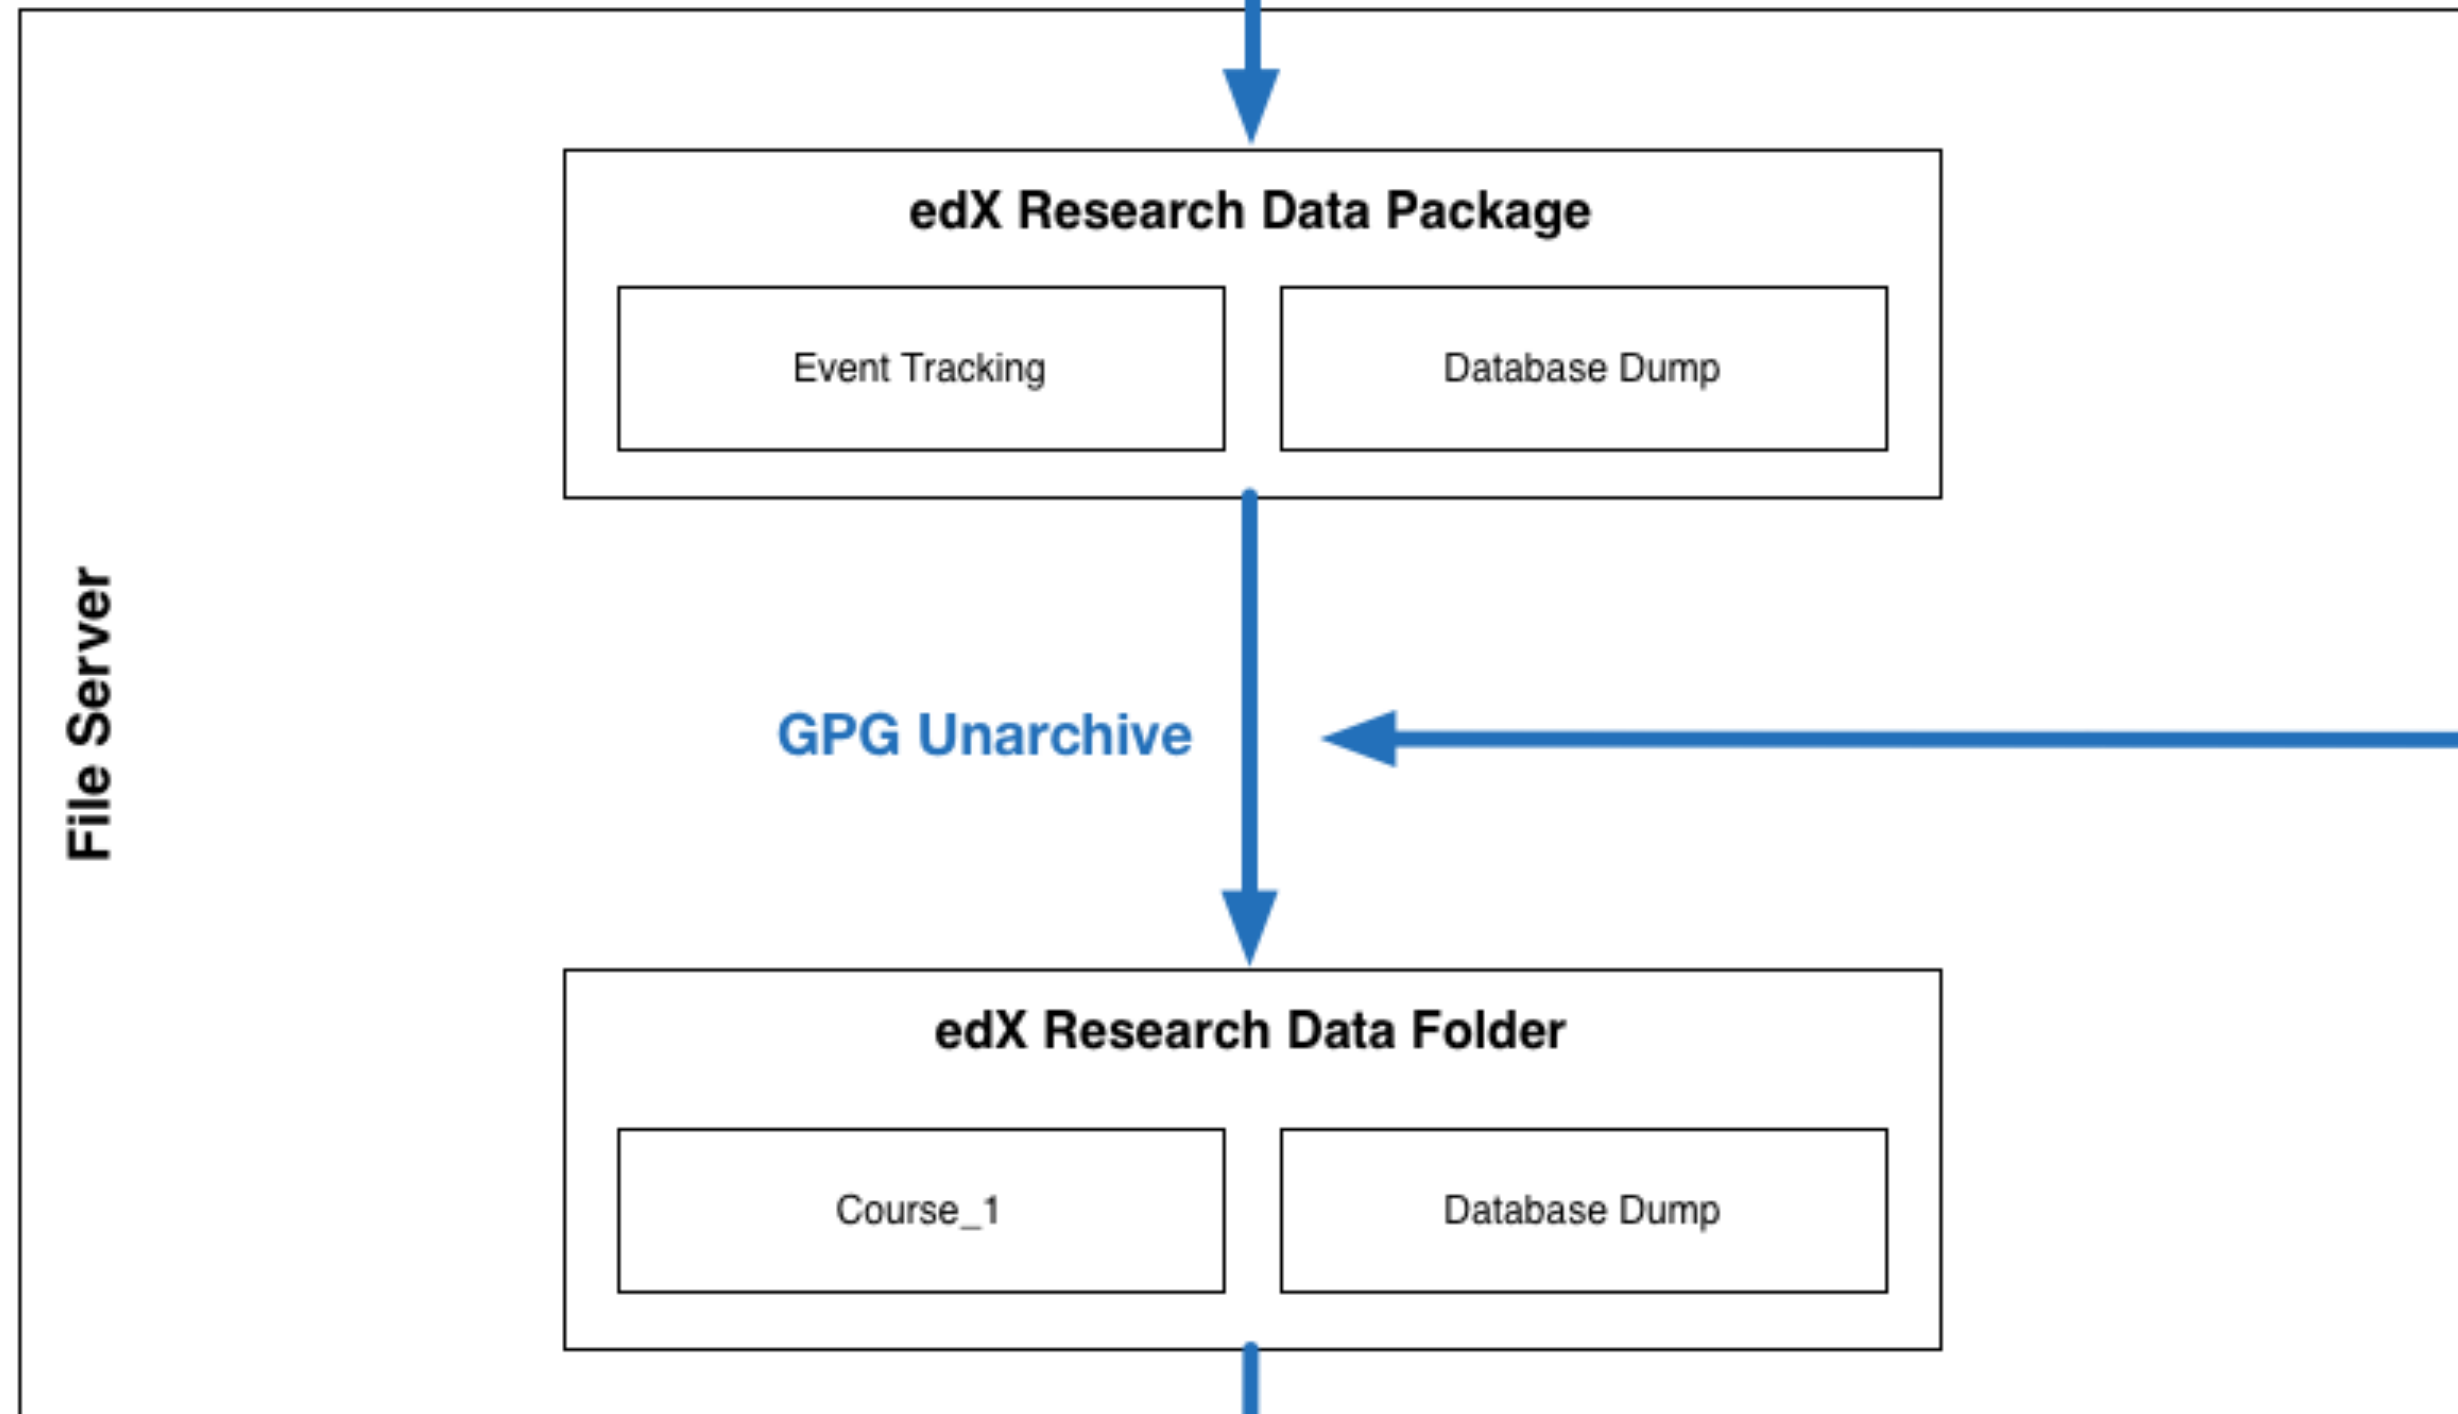 edX Research Data Package
Event Tracking
Database Dump
File Server
GPG Unarchive
edX Research Data Folder
Course_1
Database Dump